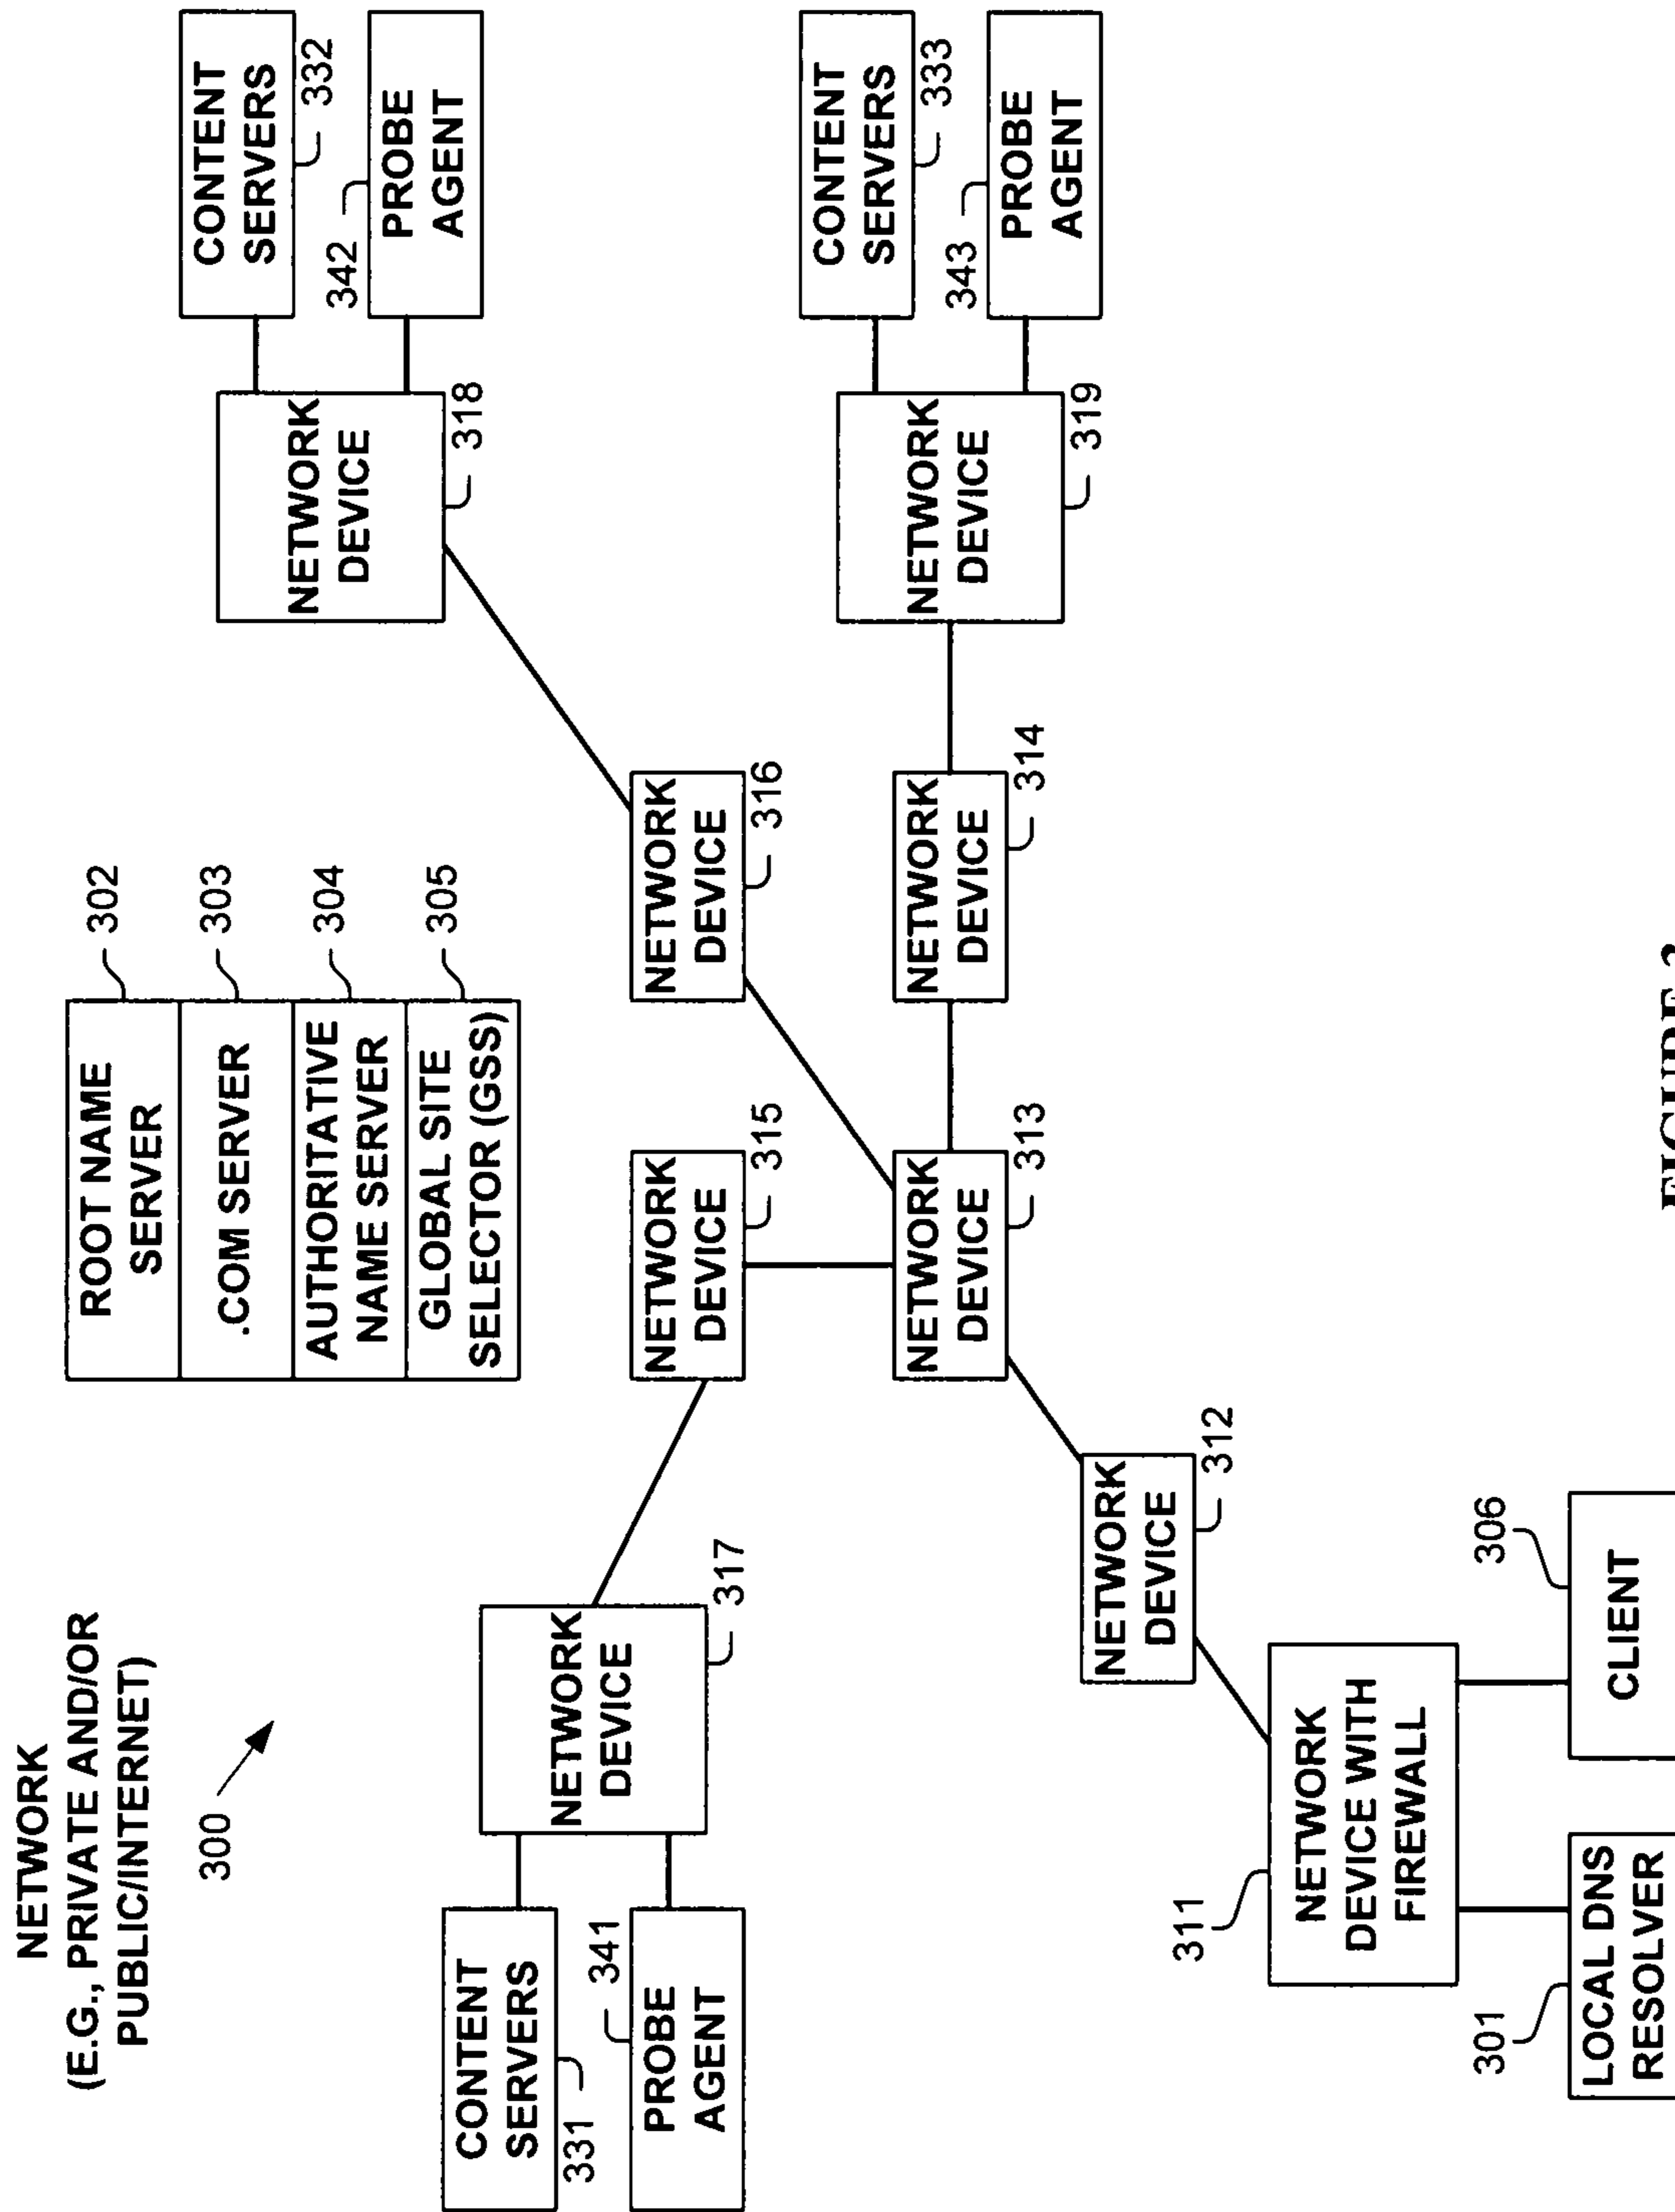 NETWORK
(E.G., PRIVATE AND/OR
PUBLIC/INTERNET)
300
ROOT NAME
SERVER
302
.COM SERVER
303
AUTHORITATIVE
NAME SERVER
304
GLOBAL SITE
SELECTOR (GSS)
305
CONTENT
SERVERS
332
342
PROBE
AGENT
NETWORK
DEVICE
318
CONTENT
SERVERS
331
341
PROBE
AGENT
NETWORK
DEVICE
317
NETWORK
DEVICE
315
NETWORK
DEVICE
316
CONTENT
SERVERS
333
343
PROBE
AGENT
NETWORK
DEVICE
319
NETWORK
DEVICE
313
NETWORK
DEVICE
314
NETWORK
DEVICE
312
311
NETWORK
DEVICE WITH
FIREWALL
301
LOCAL DNS
RESOLVER
306
CLIENT
FIGURE